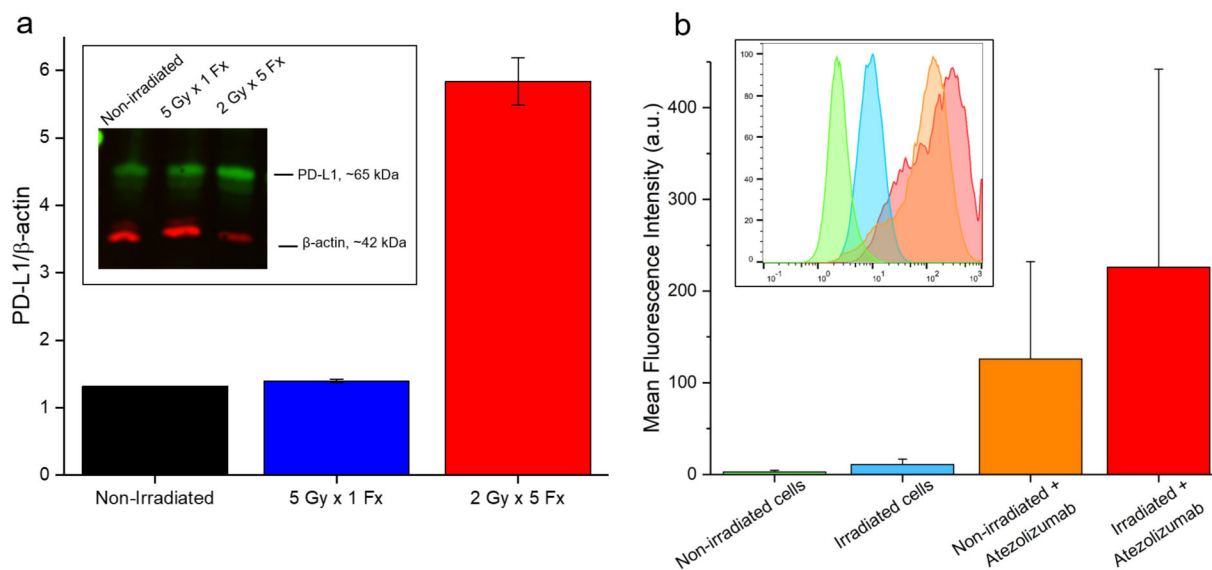 a
PD-L1/β-actin
6
5
4
3
2
1
0
Non-irradiated
5 Gy x 1 Fx
2 Gy x 5 Fx
PD-L1, ~65 kDa
β-actin, ~42 kDa
Non-Irradiated
5 Gy x 1 Fx
2 Gy x 5 Fx
b
Mean Fluorescence Intensity (a.u.)
400
300
200
100
0
100
80
60
40
20
0
10-1
100
101
102
103
Non-irradiated cells
Irradiated cells
Non-irradiated +
Atezolizumab
Irradiated +
Atezolizumab